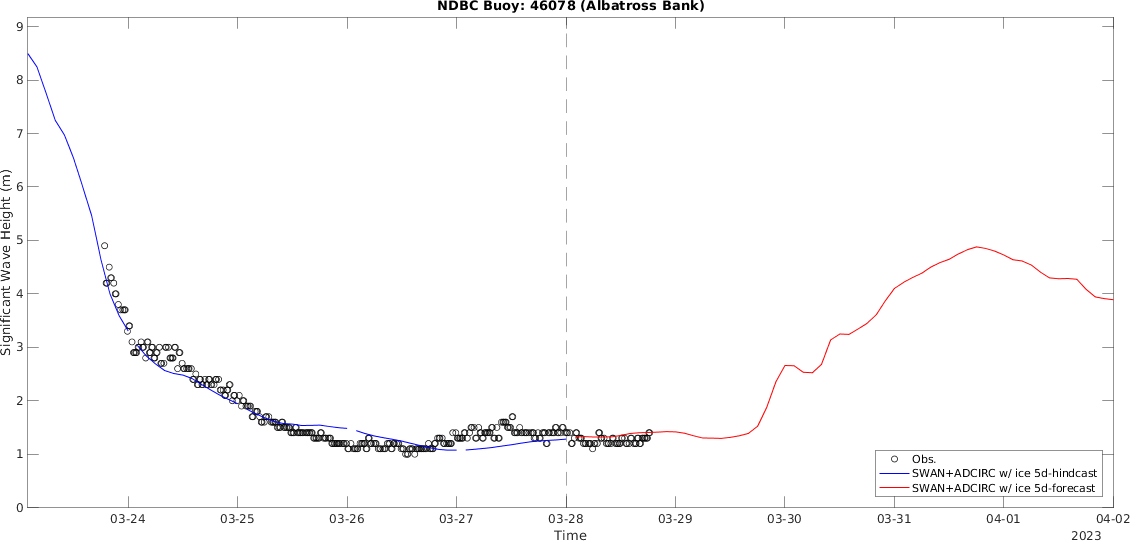 NDBC Buoy: 46078 (Albatross Bank)
9
8
7
6
5
4
3
2
1
0
Significant Wave Height (m)
Obs.
SWAN+ADCIRC w/ ice 5d-hindcast
SWAN+ADCIRC w/ ice 5d-forecast
03-24 03-25 03-26 03-27 03-28 03-29 03-30 03-31 04-01 04-02
Time
2023